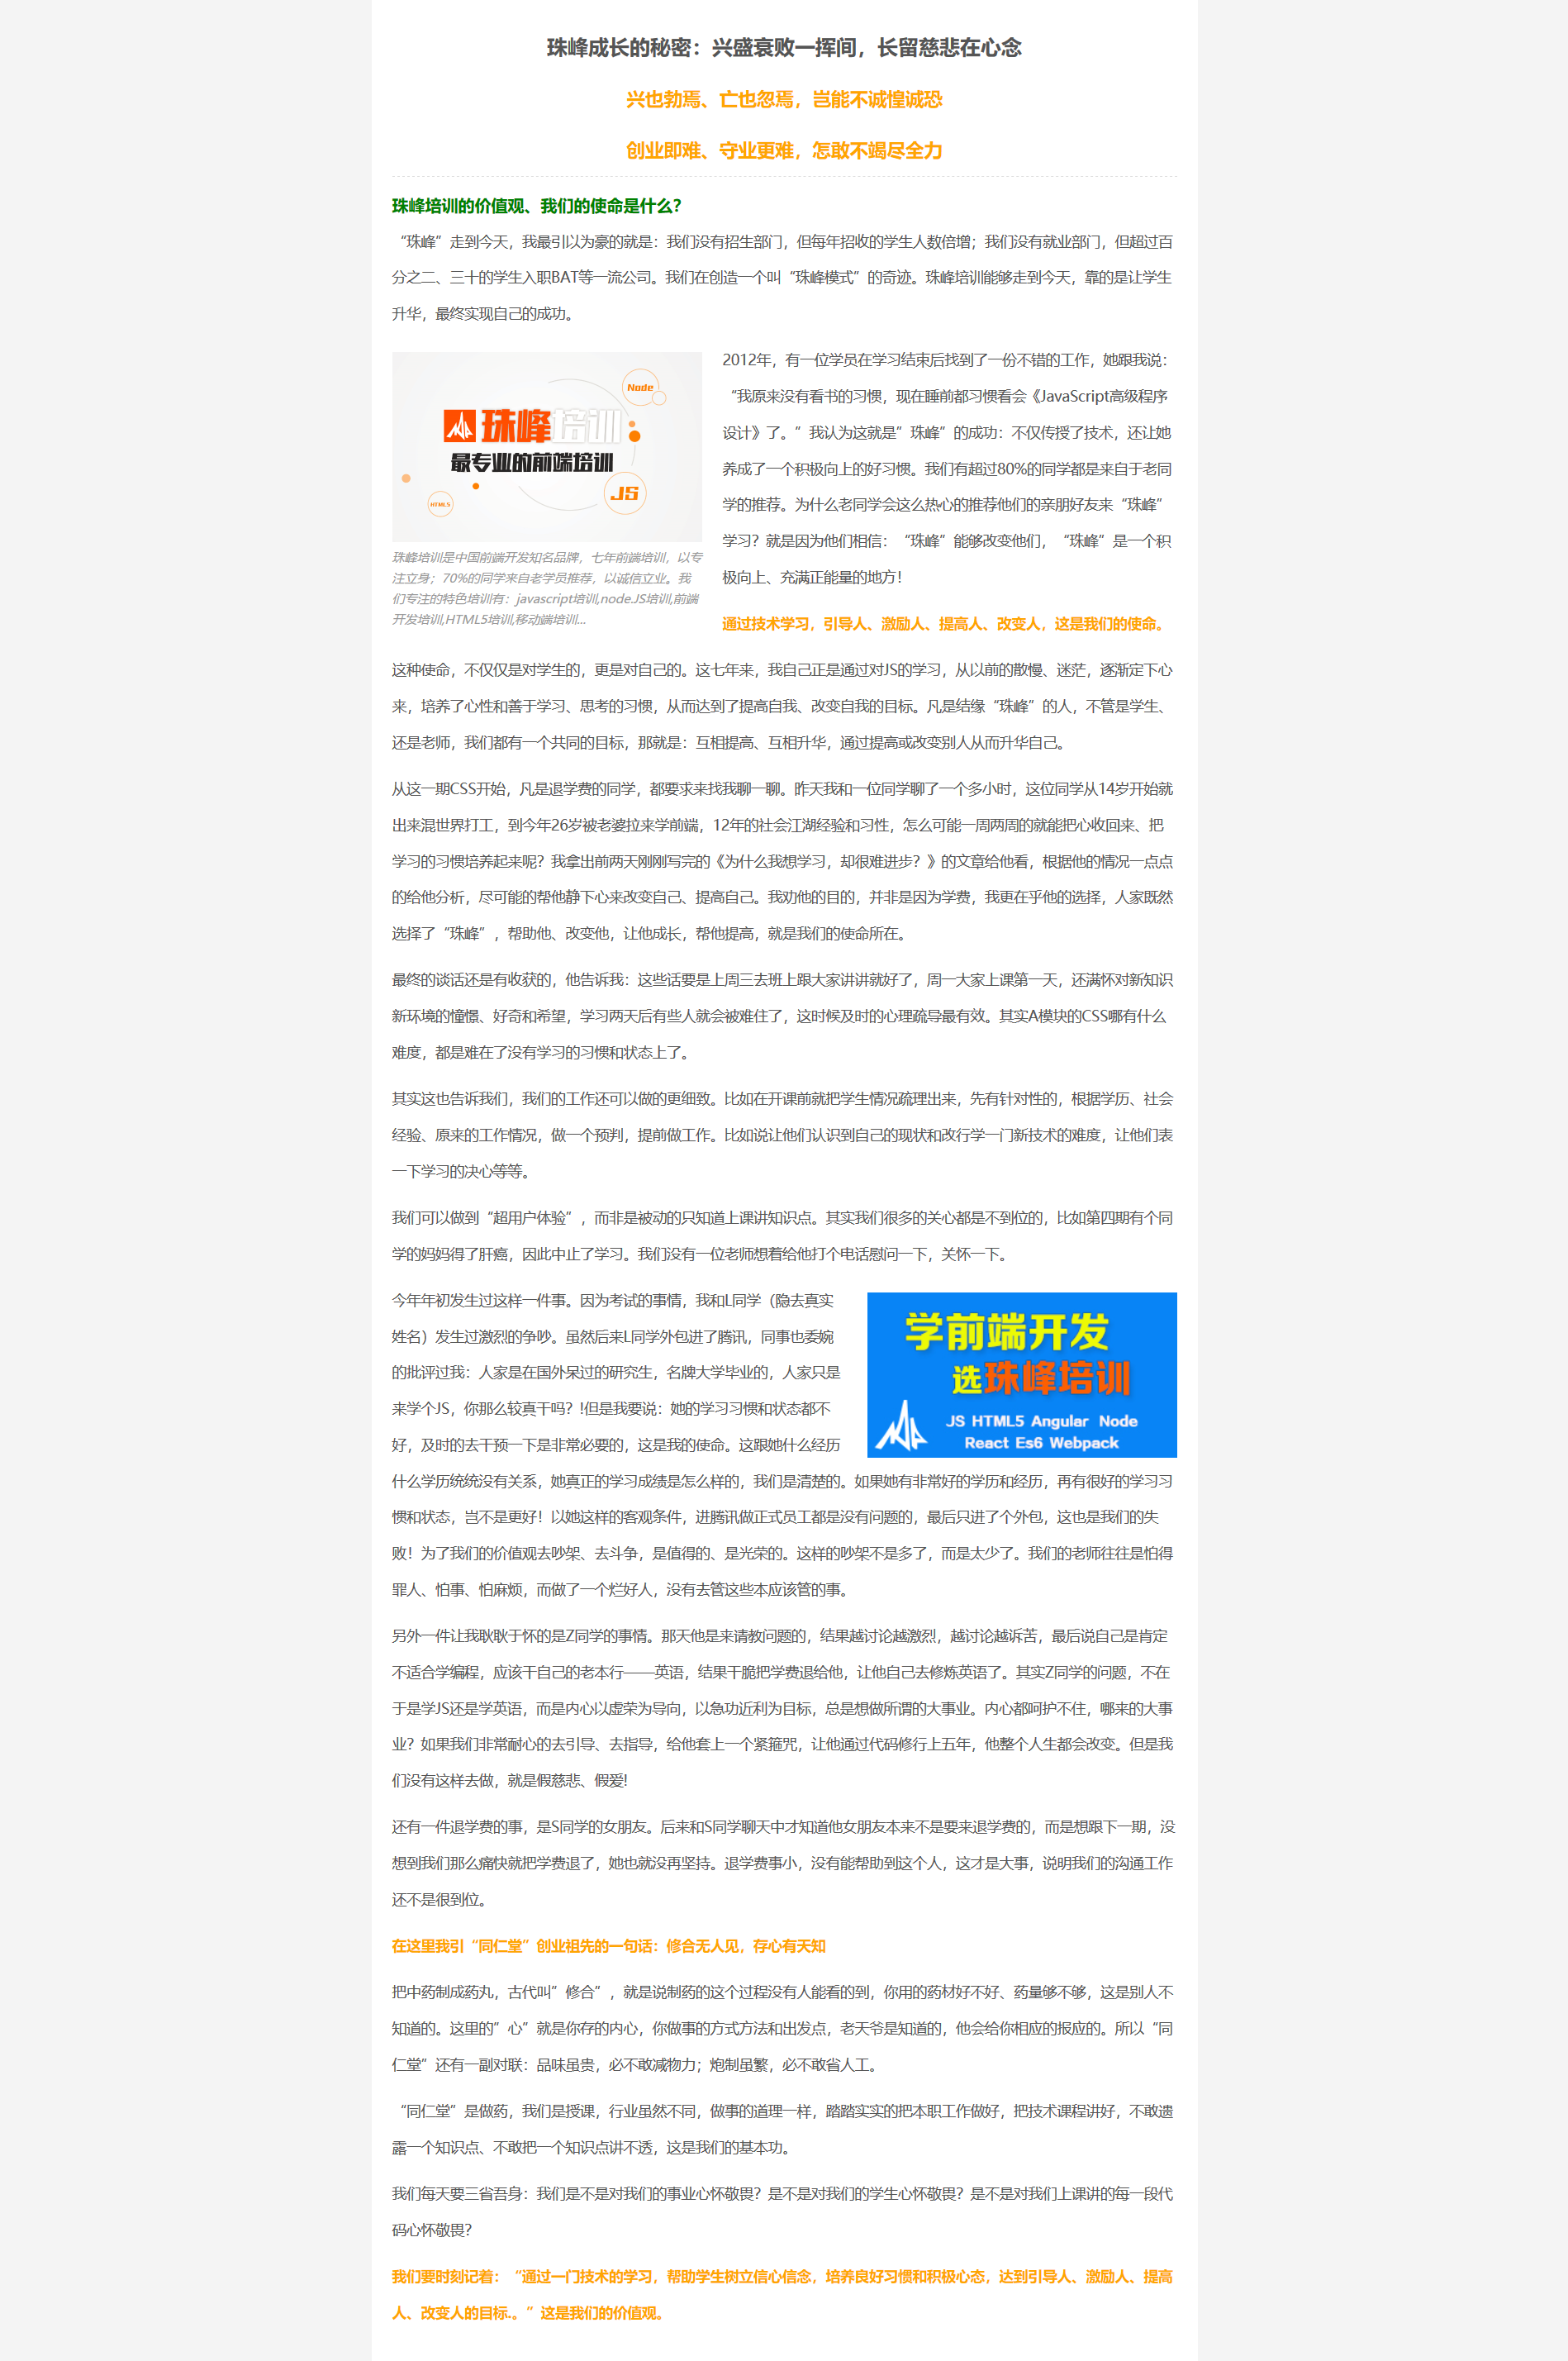 珠峰成长的秘密：兴盛衰败一挥间，长留慈悲在心念
兴也勃焉、亡也忽焉，岂能不诚惶诚恐
创业即难、守业更难，怎敢不竭尽全力
珠峰培训的价值观、我们的使命是什么？
“珠峰”走到今天，我最引以为豪的就是：我们没有招生部门，但每年招收的学生人数倍增；我们没有就业部门，但超过百
分之二、三十的学生入职BAT等一流公司。我们在创造一个叫“珠峰模式”的奇迹。珠峰培训能够走到今天，靠的是让学生
升华，最终实现自己的成功。
Node
珠峰培训
最专业的前端培训
JS
HTML5
珠峰培训是中国前端开发知名品牌，七年前端培训，以专
注立身；70%的同学来自老学员推荐，以诚信立业。我
们专注的特色培训有：javascript培训,node.JS培训,前端
开发培训,HTML5培训,移动端培训...
2012年，有一位学员在学习结束后找到了一份不错的工作，她跟我说：
“我原来没有看书的习惯，现在睡前都习惯看会《JavaScript高级程序
设计》了。”我认为这就是”珠峰”的成功：不仅传授了技术，还让她
养成了一个积极向上的好习惯。我们有超过80%的同学都是来自于老同
学的推荐。为什么老同学会这么热心的推荐他们的亲朋好友来“珠峰”
学习？就是因为他们相信：“珠峰”能够改变他们，“珠峰”是一个积
极向上、充满正能量的地方！
通过技术学习，引导人、激励人、提高人、改变人，这是我们的使命。
这种使命，不仅仅是对学生的，更是对自己的。这七年来，我自己正是通过对JS的学习，从以前的散慢、迷茫，逐渐定下心
来，培养了心性和善于学习、思考的习惯，从而达到了提高自我、改变自我的目标。凡是结缘“珠峰”的人，不管是学生、
还是老师，我们都有一个共同的目标，那就是：互相提高、互相升华，通过提高或改变别人从而升华自己。
从这一期CSS开始，凡是退学费的同学，都要求来找我聊一聊。昨天我和一位同学聊了一个多小时，这位同学从14岁开始就
出来混世界打工，到今年26岁被老婆拉来学前端，12年的社会江湖经验和习性，怎么可能一周两周的就能把心收回来、把
学习的习惯培养起来呢？我拿出前两天刚刚写完的《为什么我想学习，却很难进步？》的文章给他看，根据他的情况一点点
的给他分析，尽可能的帮他静下心来改变自己、提高自己。我劝他的目的，并非是因为学费，我更在乎他的选择，人家既然
选择了“珠峰”，帮助他、改变他，让他成长，帮他提高，就是我们的使命所在。
最终的谈话还是有收获的，他告诉我：这些话要是上周三去班上跟大家讲讲就好了，周一大家上课第一天，还满怀对新知识
新环境的憧憬、好奇和希望，学习两天后有些人就会被难住了，这时候及时的心理疏导最有效。其实A模块的CSS哪有什么
难度，都是难在了没有学习的习惯和状态上了。
其实这也告诉我们，我们的工作还可以做的更细致。比如在开课前就把学生情况疏理出来，先有针对性的，根据学历、社会
经验、原来的工作情况，做一个预判，提前做工作。比如说让他们认识到自己的现状和改行学一门新技术的难度，让他们表
一下学习的决心等等。
我们可以做到“超用户体验”，而非是被动的只知道上课讲知识点。其实我们很多的关心都是不到位的，比如第四期有个同
学的妈妈得了肝癌，因此中止了学习。我们没有一位老师想着给他打个电话慰问一下，关怀一下。
学前端开发
选珠峰培训
JS HTML5 Angular Node
React Es6 Webpack
今年年初发生过这样一件事。因为考试的事情，我和L同学（隐去真实
姓名）发生过激烈的争吵。虽然后来L同学外包进了腾讯，同事也委婉
的批评过我：人家是在国外呆过的研究生，名牌大学毕业的，人家只是
来学个JS，你那么较真干吗？!但是我要说：她的学习习惯和状态都不
好，及时的去干预一下是非常必要的，这是我的使命。这跟她什么经历
什么学历统统没有关系，她真正的学习成绩是怎么样的，我们是清楚的。如果她有非常好的学历和经历，再有很好的学习习
惯和状态，岂不是更好！以她这样的客观条件，进腾讯做正式员工都是没有问题的，最后只进了个外包，这也是我们的失
败！为了我们的价值观去吵架、去斗争，是值得的、是光荣的。这样的吵架不是多了，而是太少了。我们的老师往往是怕得
罪人、怕事、怕麻烦，而做了一个烂好人，没有去管这些本应该管的事。
另外一件让我耿耿于怀的是Z同学的事情。那天他是来请教问题的，结果越讨论越激烈，越讨论越诉苦，最后说自己是肯定
不适合学编程，应该干自己的老本行——英语，结果干脆把学费退给他，让他自己去修炼英语了。其实Z同学的问题，不在
于是学JS还是学英语，而是内心以虚荣为导向，以急功近利为目标，总是想做所谓的大事业。内心都呵护不住，哪来的大事
业？如果我们非常耐心的去引导、去指导，给他套上一个紧箍咒，让他通过代码修行上五年，他整个人生都会改变。但是我
们没有这样去做，就是假慈悲、假爱!
还有一件退学费的事，是S同学的女朋友。后来和S同学聊天中才知道他女朋友本来不是要来退学费的，而是想跟下一期，没
想到我们那么痛快就把学费退了，她也就没再坚持。退学费事小，没有能帮助到这个人，这才是大事，说明我们的沟通工作
还不是很到位。
在这里我引“同仁堂”创业祖先的一句话：修合无人见，存心有天知
把中药制成药丸，古代叫”修合”，就是说制药的这个过程没有人能看的到，你用的药材好不好、药量够不够，这是别人不
知道的。这里的”心”就是你存的内心，你做事的方式方法和出发点，老天爷是知道的，他会给你相应的报应的。所以“同
仁堂”还有一副对联：品味虽贵，必不敢减物力；炮制虽繁，必不敢省人工。
“同仁堂”是做药，我们是授课，行业虽然不同，做事的道理一样，踏踏实实的把本职工作做好，把技术课程讲好，不敢遗
露一个知识点、不敢把一个知识点讲不透，这是我们的基本功。
我们每天要三省吾身：我们是不是对我们的事业心怀敬畏？是不是对我们的学生心怀敬畏？是不是对我们上课讲的每一段代
码心怀敬畏？
我们要时刻记着：“通过一门技术的学习，帮助学生树立信心信念，培养良好习惯和积极心态，达到引导人、激励人、提高
人、改变人的目标.。”这是我们的价值观。